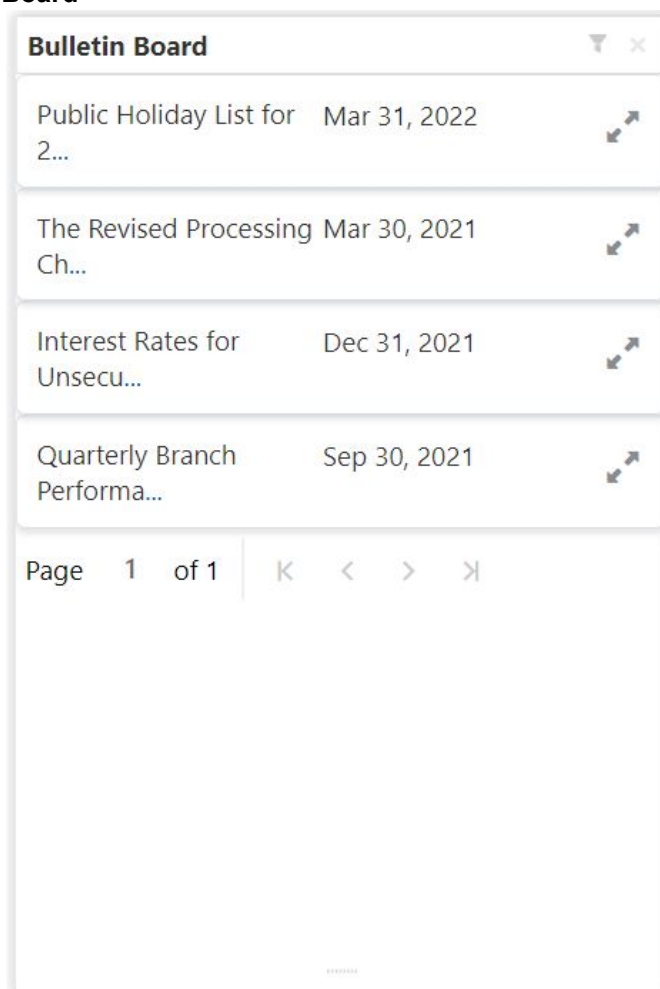 Board
Bulletin Board
Public Holiday List for Mar 31, 2022
2...
The Revised Processing Mar 30, 2021
Ch...
Interest Rates for Dec 31, 2021
Unsecu...
Quarterly Branch Sep 30, 2021
Performa...
Page 1 of 1